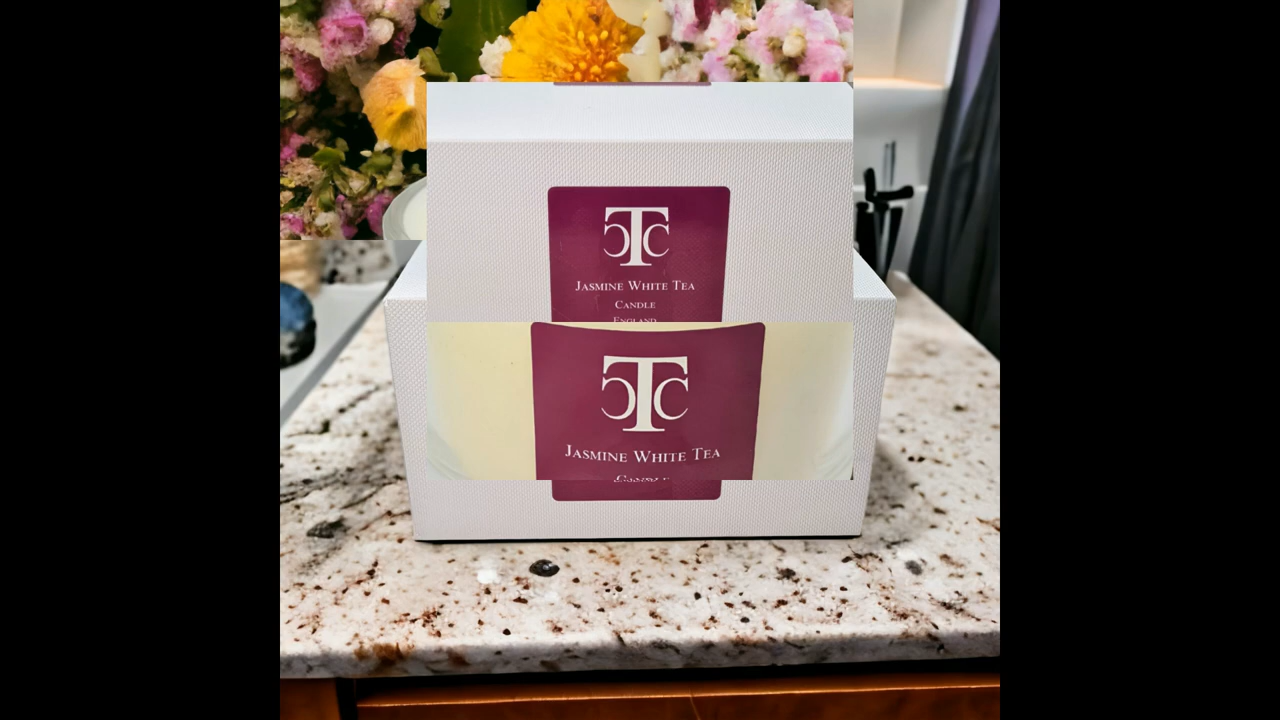 CTC
JASMINE WHITE TEA
CANDLE
ENGLAND
CTC
JASMINE WHITE TEA